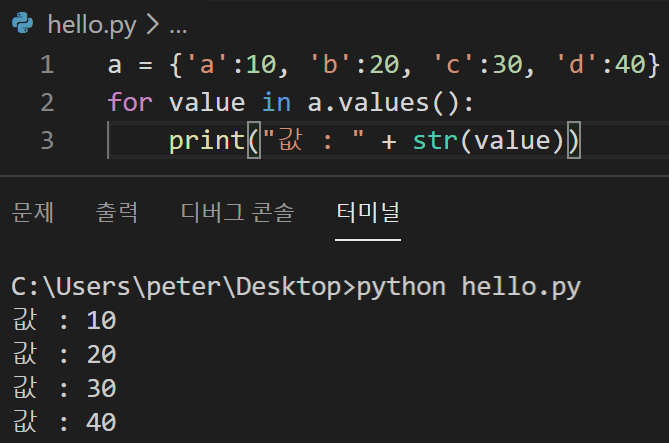 hello.py > ...
1 a = {'a':10, 'b':20, 'c':30, 'd':40}
2 for value in a.values():
3     print("값 : " + str(value))
문제 출력 디버그 콘솔 터미널
C:\Users\peter\Desktop>python hello.py
값 : 10
값 : 20
값 : 30
값 : 40